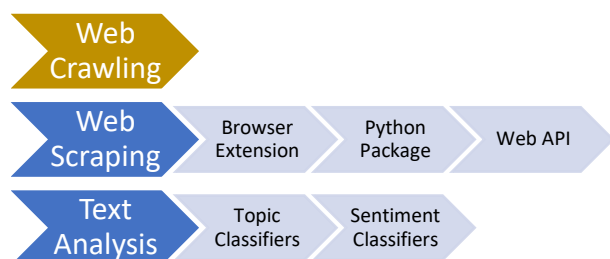 Web
Crawling
Web
Scraping
Browser
Extension
Python
Package
Web API
Text
Analysis
Topic
Classifiers
Sentiment
Classifiers